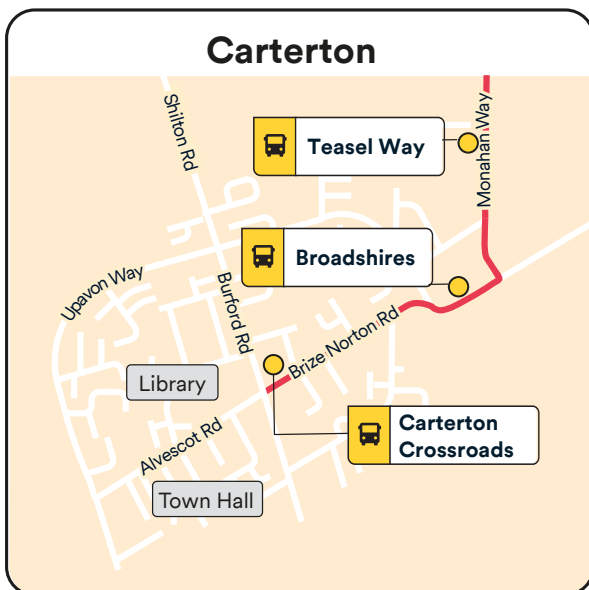 Carterton
Shilton Rd
Monahan Way
Teasel Way
Broadshires
Upavon Way
Burford Rd
Brize Norton Rd
Library
Carterton
Crossroads
Alvescot Rd
Town Hall